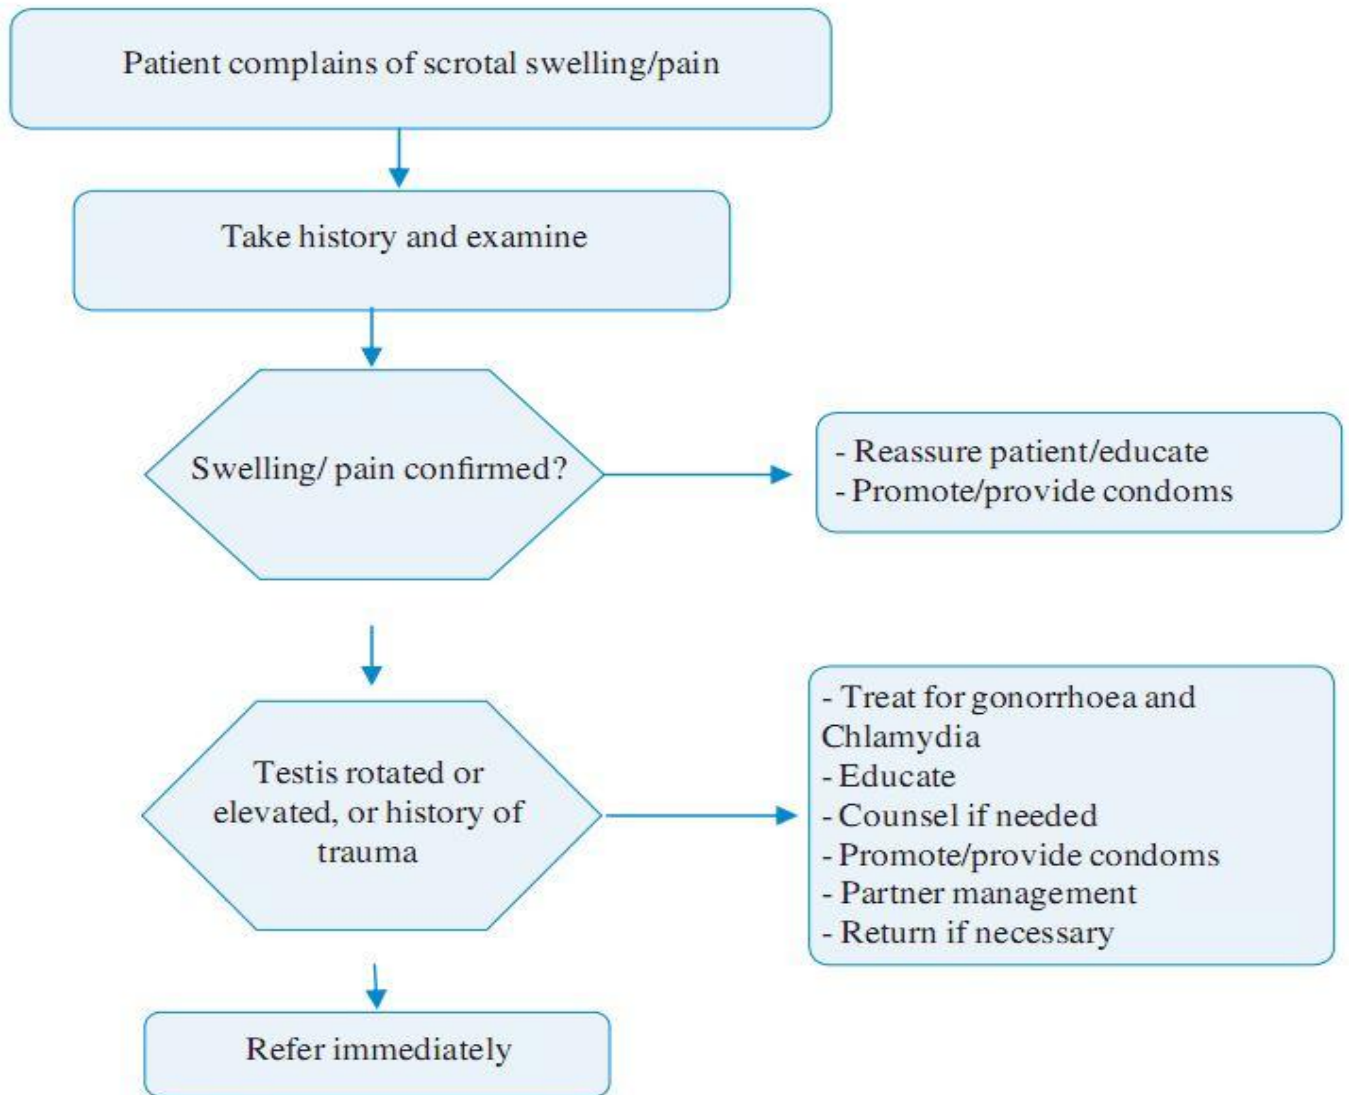 Patient complains of scrotal swelling/pain
Take history and examine
Swelling/ pain confirmed?
- Reassure patient/educate
- Promote/provide condoms
Testis rotated or
elevated, or history of
trauma
- Treat for gonorrhoea and
Chlamydia
- Educate
- Counsel if needed
- Promote/provide condoms
- Partner management
- Return if necessary
Refer immediately